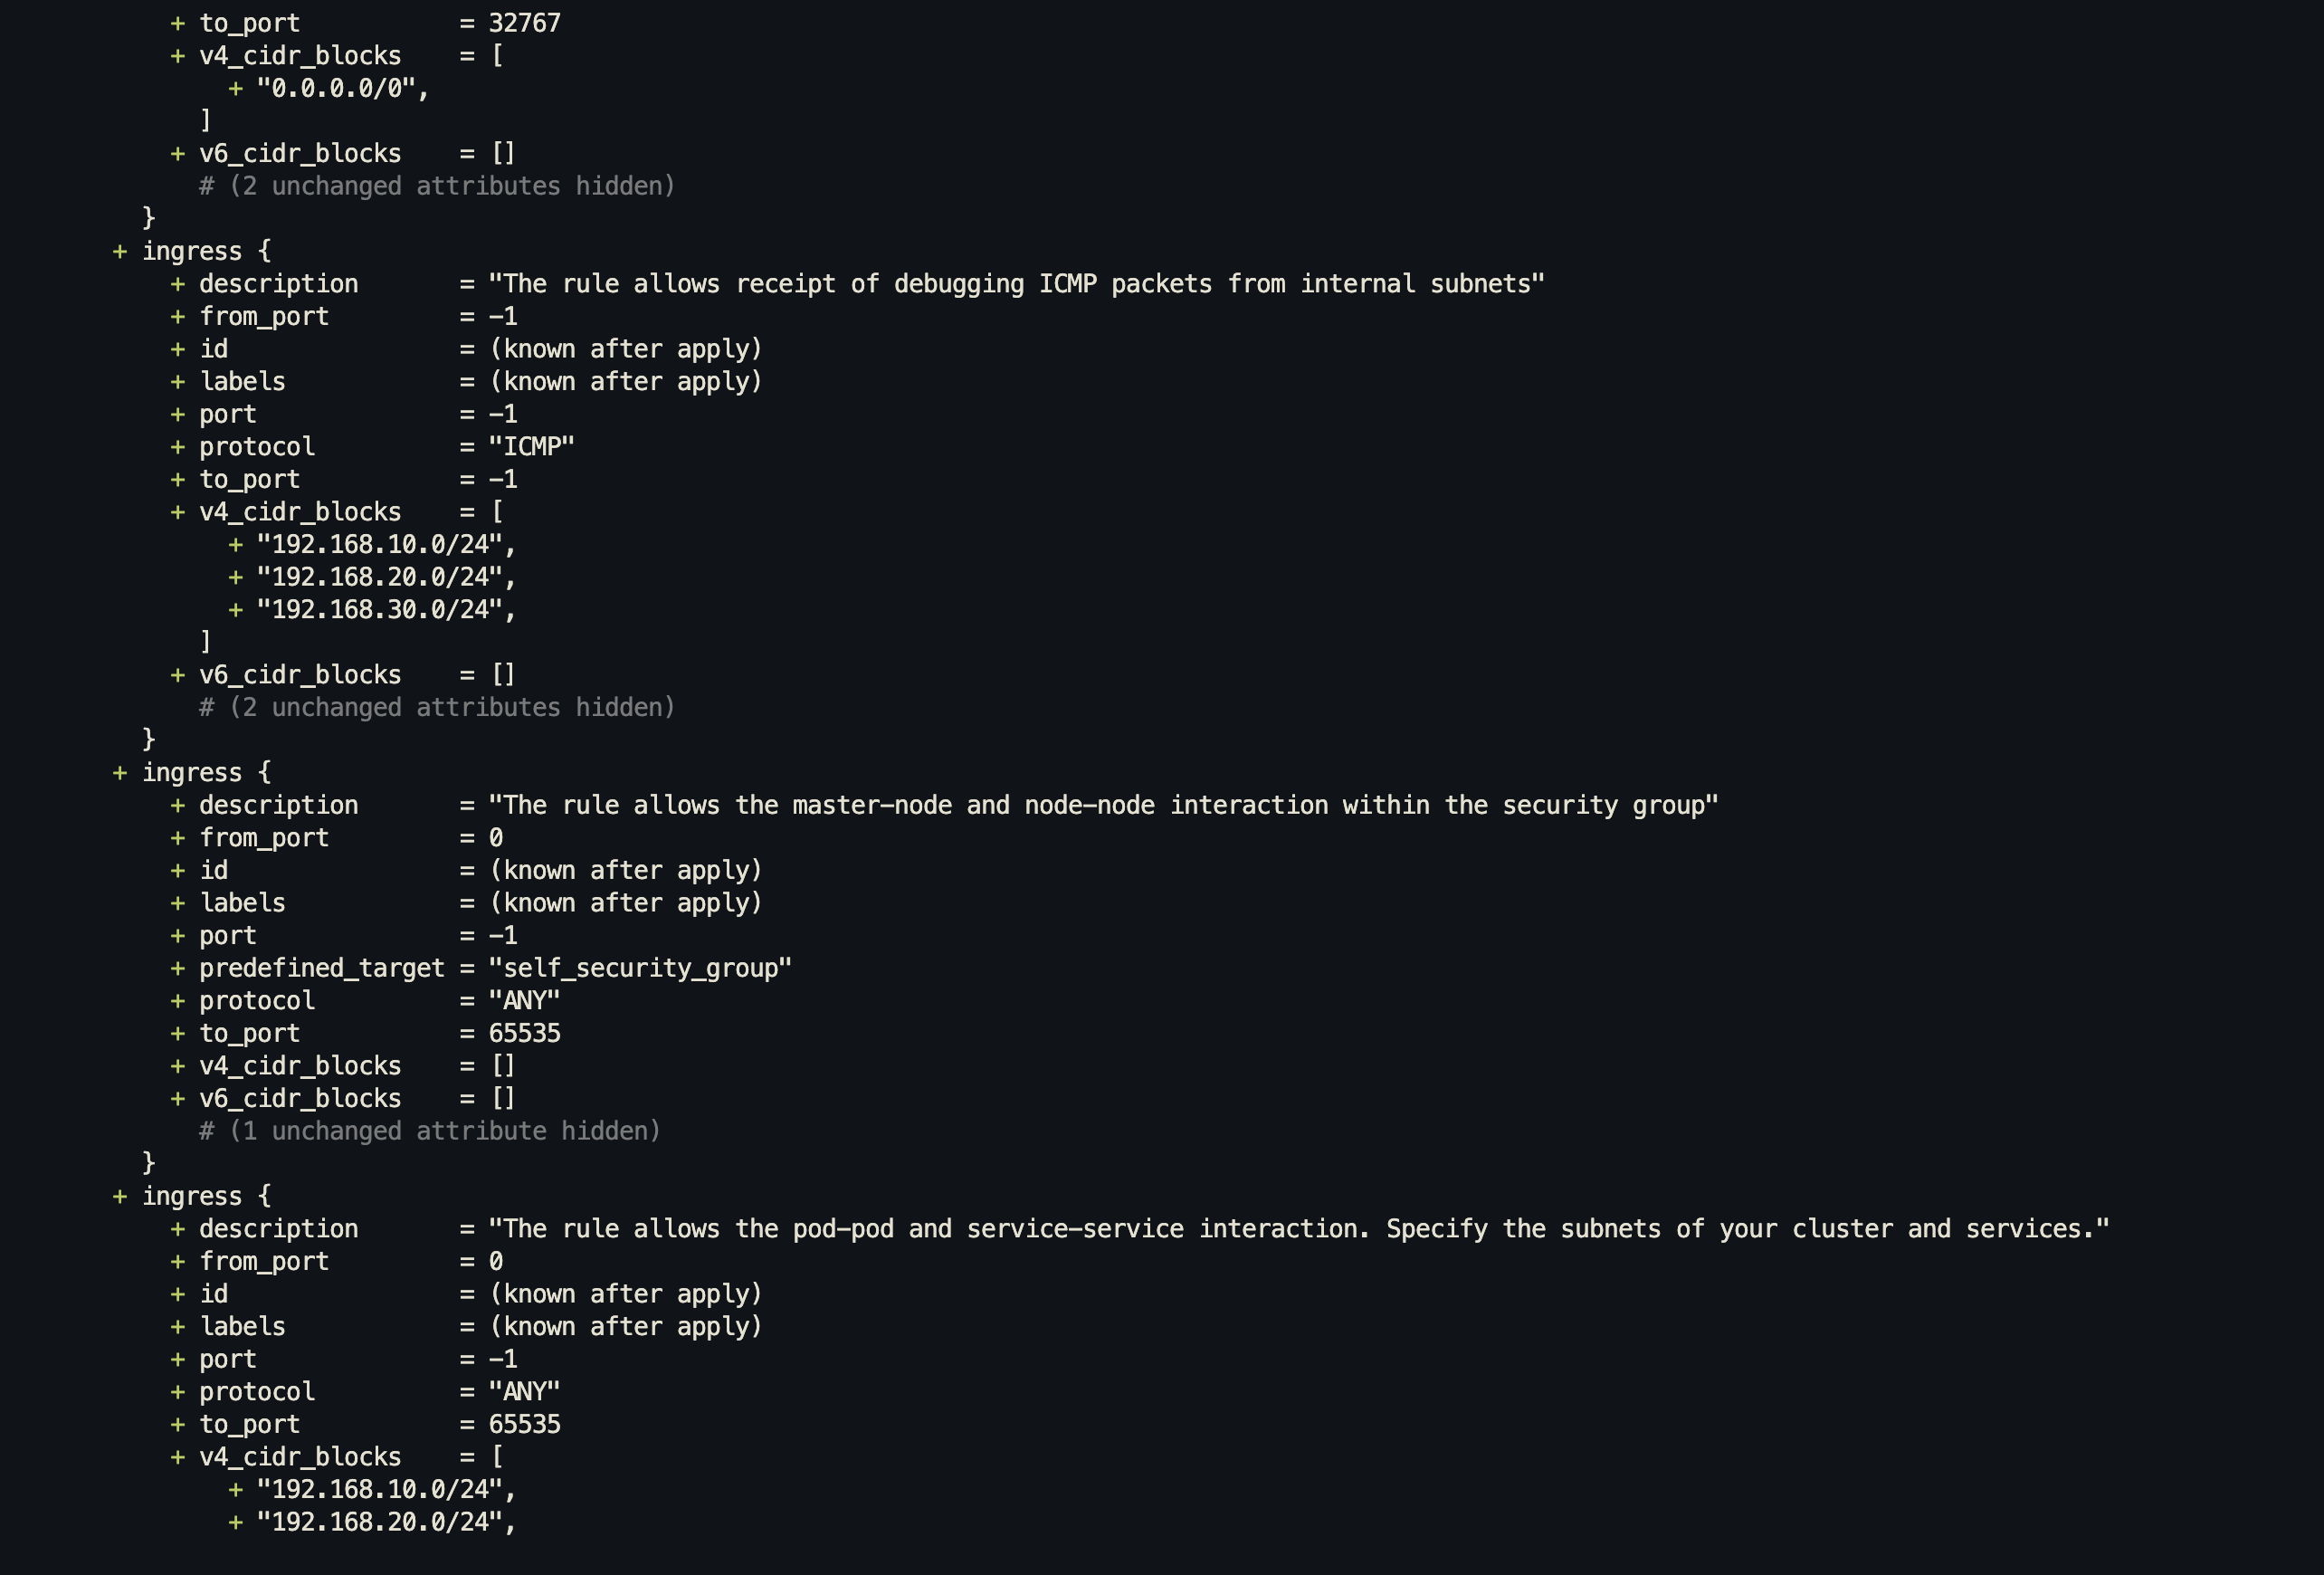 + to_port           = 32767
+ v4_cidr_blocks    = [
+ "0.0.0.0/0",
]
+ v6_cidr_blocks    = []
# (2 unchanged attributes hidden)
}
+ ingress {
+ description       = "The rule allows receipt of debugging ICMP packets from internal subnets"
+ from_port         = -1
+ id                = (known after apply)
+ labels            = (known after apply)
+ port              = -1
+ protocol          = "ICMP"
+ to_port           = -1
+ v4_cidr_blocks    = [
+ "192.168.10.0/24",
+ "192.168.20.0/24",
+ "192.168.30.0/24",
]
+ v6_cidr_blocks    = []
# (2 unchanged attributes hidden)
}
+ ingress {
+ description       = "The rule allows the master-node and node-node interaction within the security group"
+ from_port         = 0
+ id                = (known after apply)
+ labels            = (known after apply)
+ port              = -1
+ predefined_target = "self_security_group"
+ protocol          = "ANY"
+ to_port           = 65535
+ v4_cidr_blocks    = []
+ v6_cidr_blocks    = []
# (1 unchanged attribute hidden)
}
+ ingress {
+ description       = "The rule allows the pod-pod and service-service interaction. Specify the subnets of your cluster and services."
+ from_port         = 0
+ id                = (known after apply)
+ labels            = (known after apply)
+ port              = -1
+ protocol          = "ANY"
+ to_port           = 65535
+ v4_cidr_blocks    = [
+ "192.168.10.0/24",
+ "192.168.20.0/24",